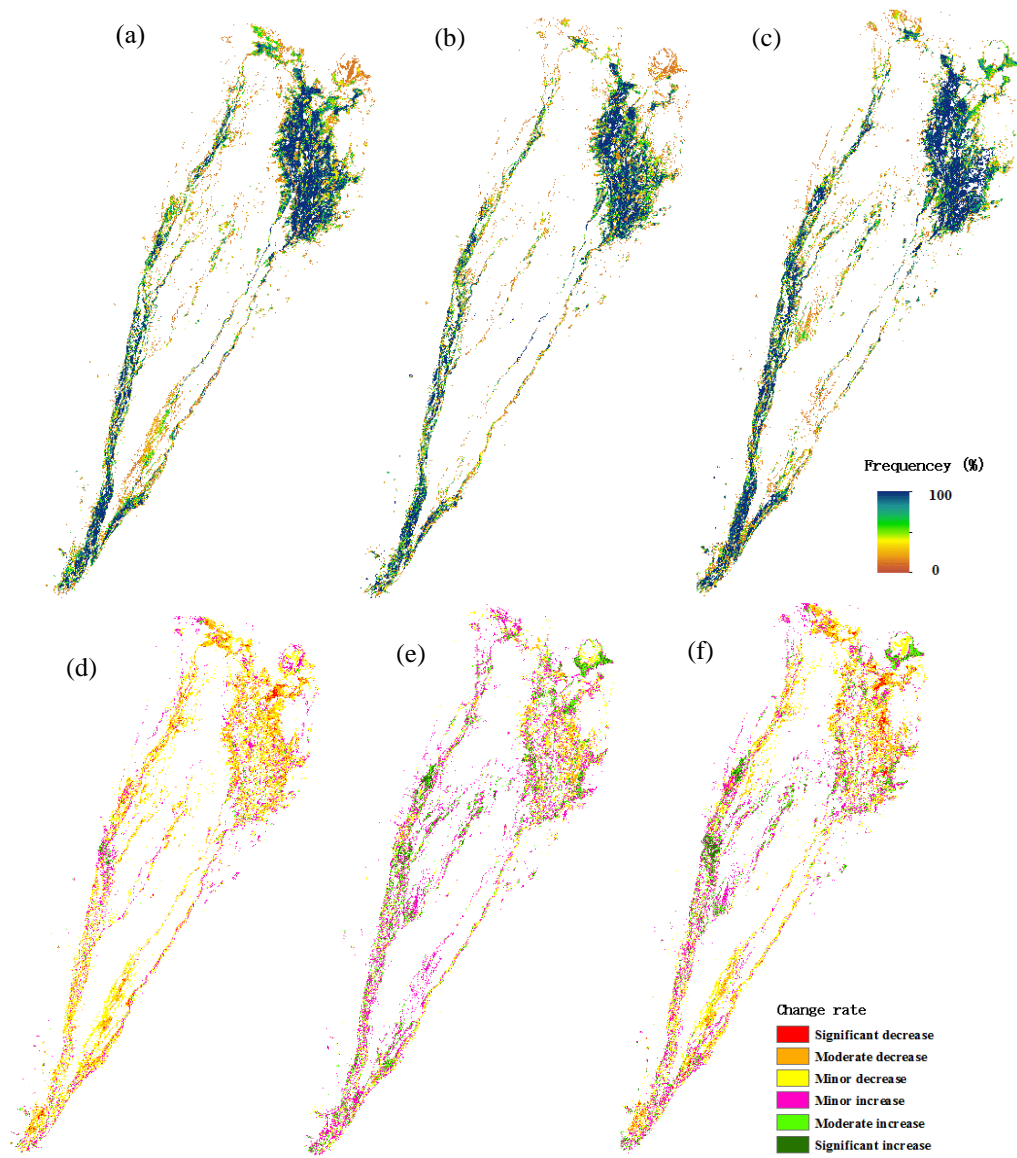 (a)
(b)
(c)
Frequencey (%)
100
0
(d)
(e)
(f)
Change rate
Significant decrease
Moderate decrease
Minor decrease
Minor increase
Moderate increase
Significant increase